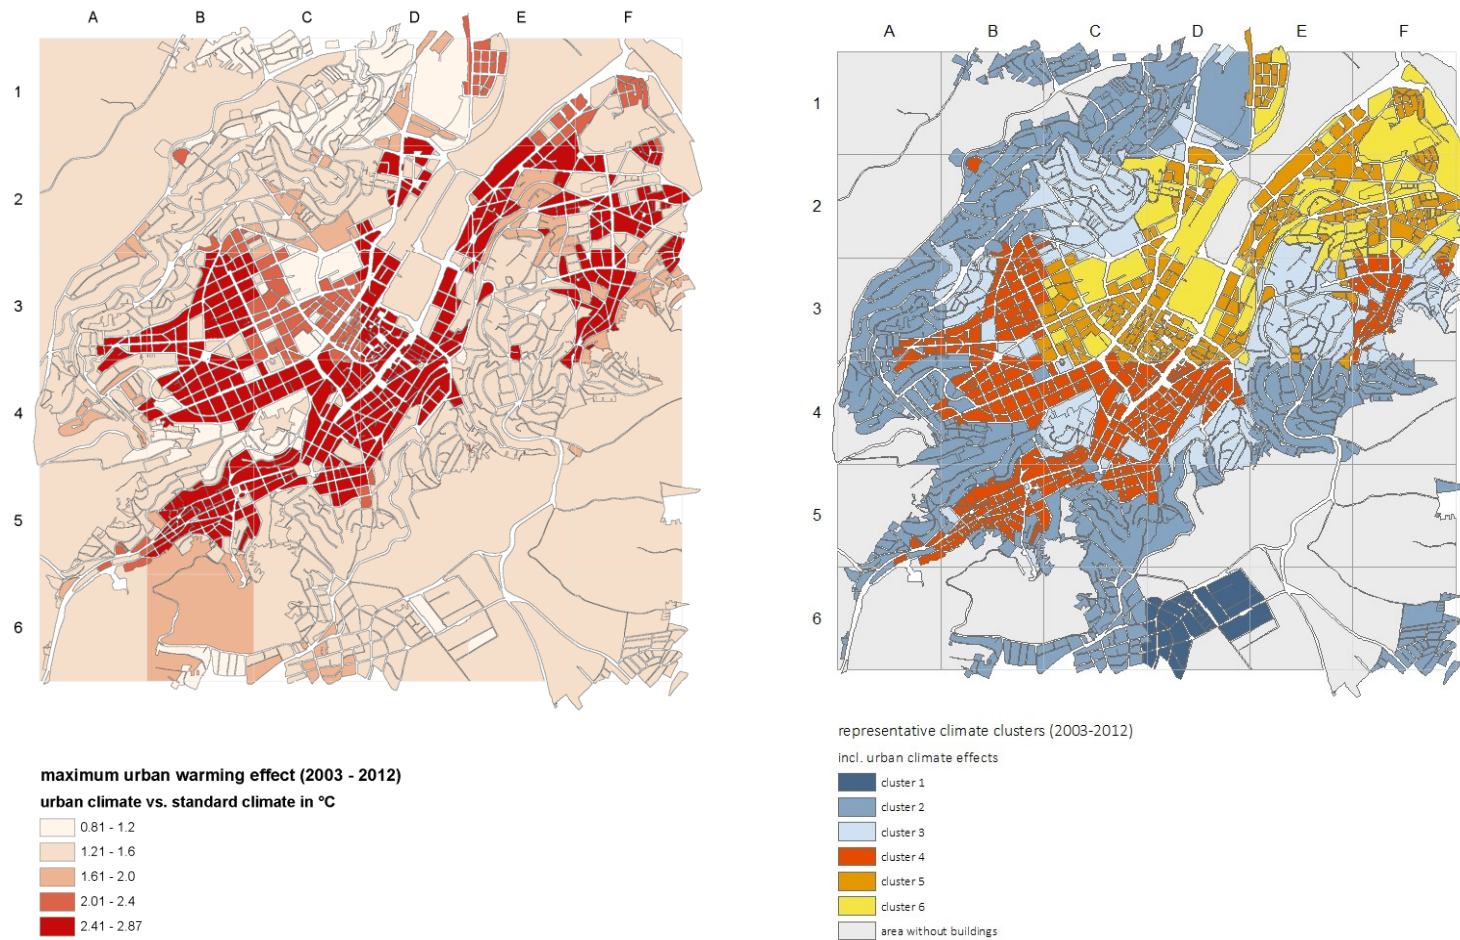 A B C D E F
1
2
3
4
5
6
maximum urban warming effect (2003 - 2012)
urban climate vs. standard climate in °C
0.81 - 1.2
1.21 - 1.6
1.61 - 2.0
2.01 - 2.4
2.41 - 2.87
A B C D E F
1
2
3
4
5
6
representative climate clusters (2003-2012)
incl. urban climate effects
cluster 1
cluster 2
cluster 3
cluster 4
cluster 5
cluster 6
area without buildings